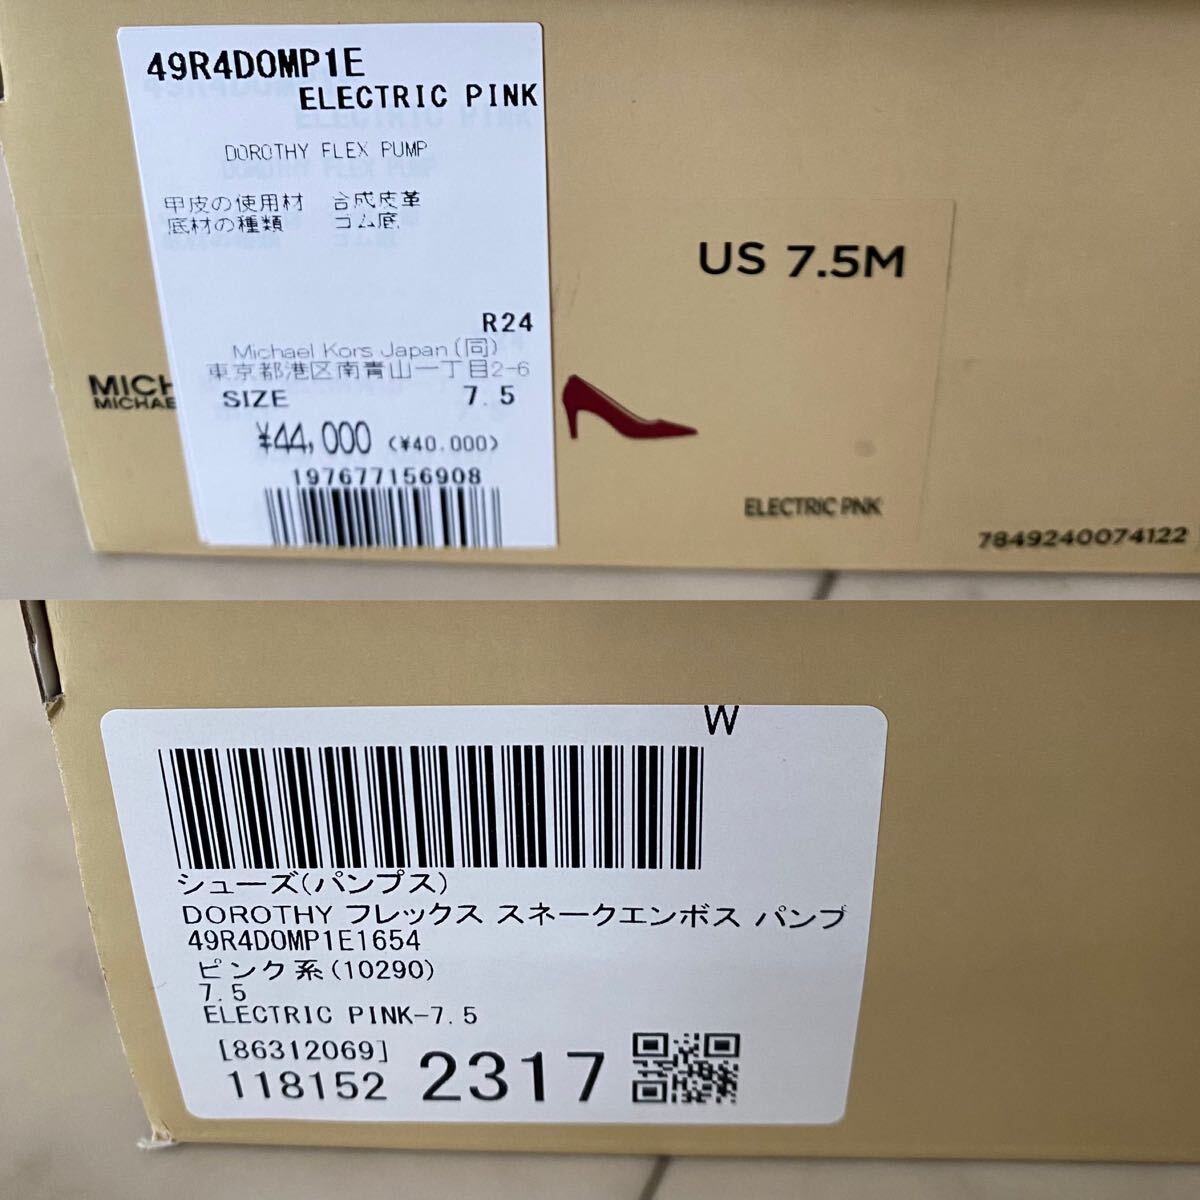 49R4DOMP1E
ELECTRIC PINK
DOROTHY FLEX PUMP
甲皮の使用材 合成皮革
底材の種類 ゴム底
R24
Michael Kors Japan(同)
東京都港区南青山一丁目2-6
SIZE 7.5
¥44,000 (¥40,000)
197677156908
MICH
MICHAE
US 7.5M
ELECTRIC PNK
7849240074122
W
シューズ(パンプス)
DOROTHY フレックス スネークエンボス パンプ
49R4DOMP1E1654
ピンク系(10290)
7.5
ELECTRIC PINK-7.5
[86312069]
118152 2317